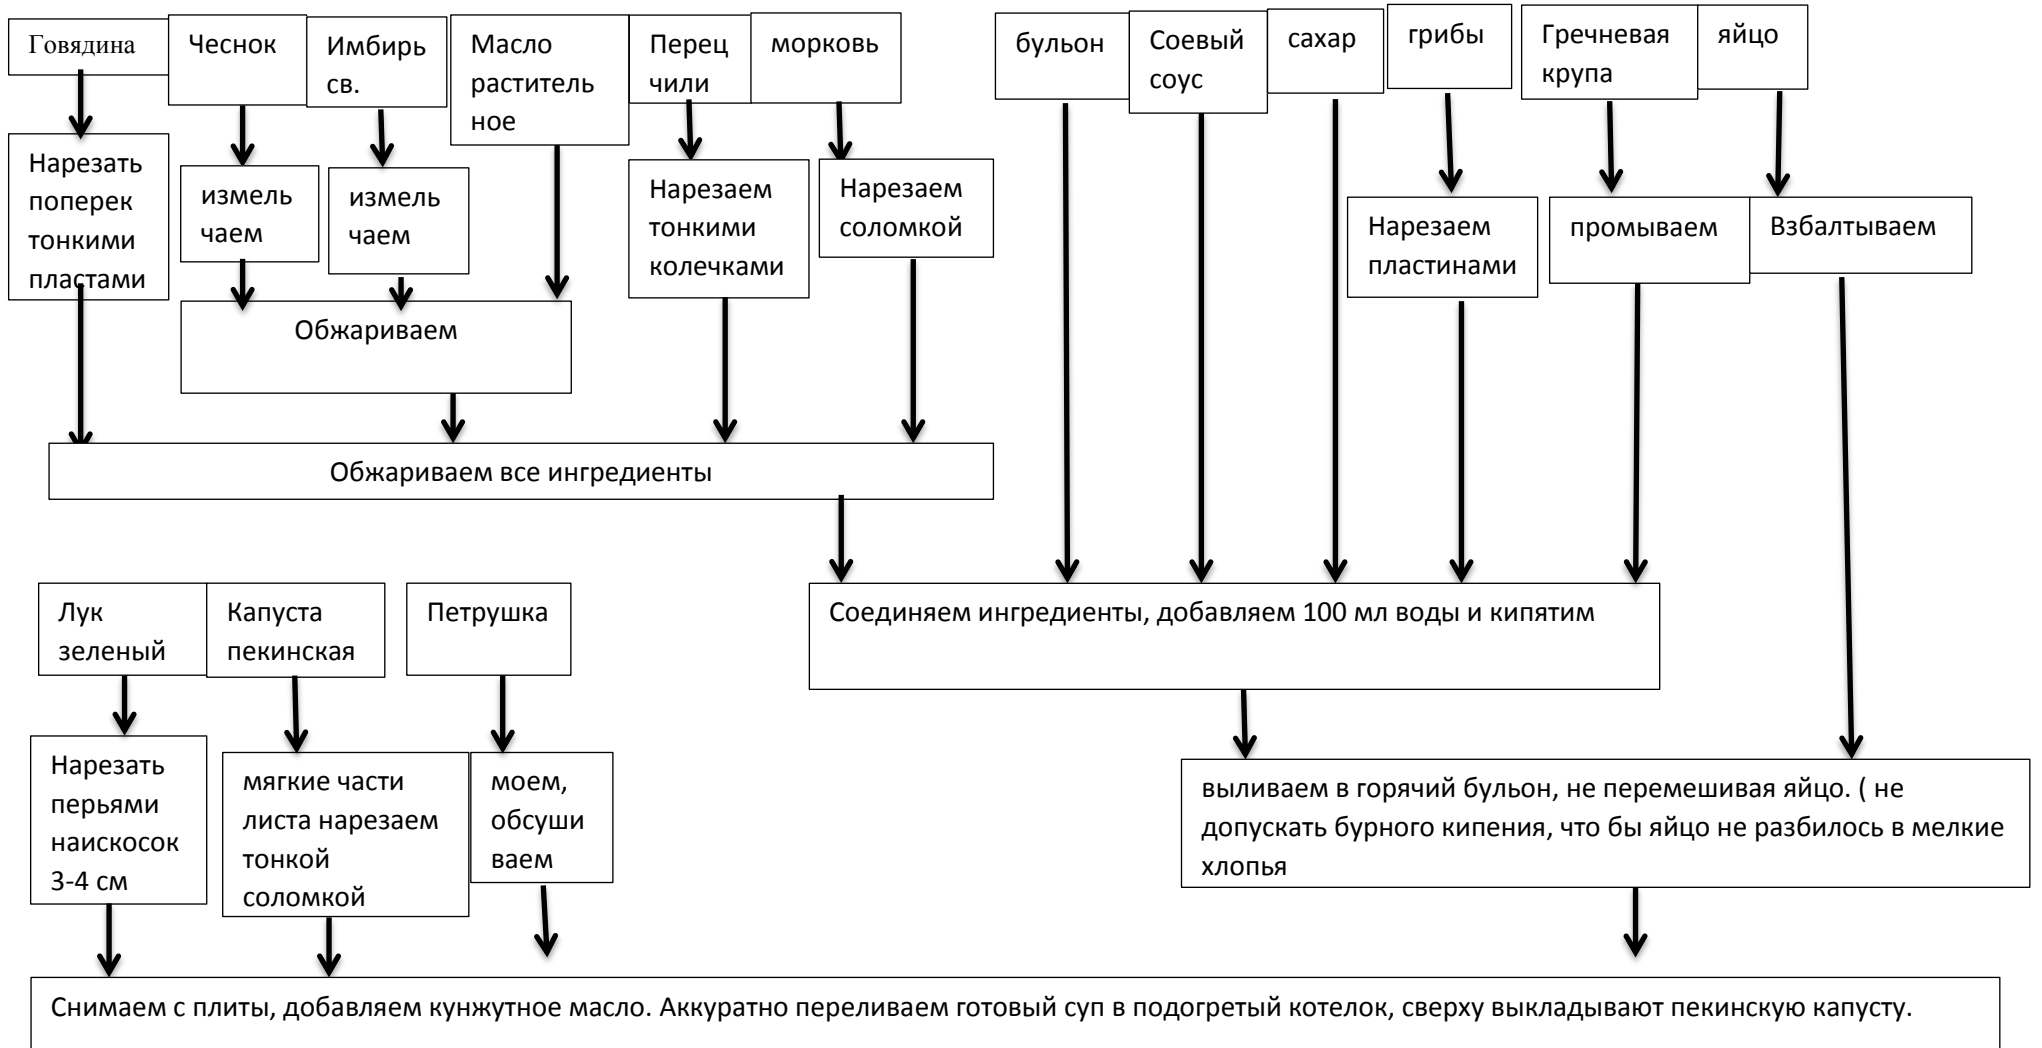 Говядина
Чеснок
Имбирь
св.
Масло
раститель
ное
Перец
чили
морковь
бульон
Соевый
соус
сахар
грибы
Гречневая
крупа
яйцо
Нарезать
поперек
тонкими
пластами
измель
чаем
измель
чаем
Нарезаем
тонкими
колечками
Нарезаем
соломкой
Нарезаем
пластинами
промываем
Взбалтываем
Обжариваем
Обжариваем все ингредиенты
Лук
зеленый
Капуста
пекинская
Петрушка
Соединяем ингредиенты, добавляем 100 мл воды и кипятим
Нарезать
перьями
наискосок
3-4 см
мягкие части
листа нарезаем
тонкой
соломкой
моем,
обсуши
ваем
выливаем в горячий бульон, не перемешивая яйцо. ( не
допускать бурного кипения, что бы яйцо не разбилось в мелкие
хлопья
Снимаем с плиты, добавляем кунжутное масло. Аккуратно переливаем готовый суп в подогретый котелок, сверху выкладывают пекинскую капусту.